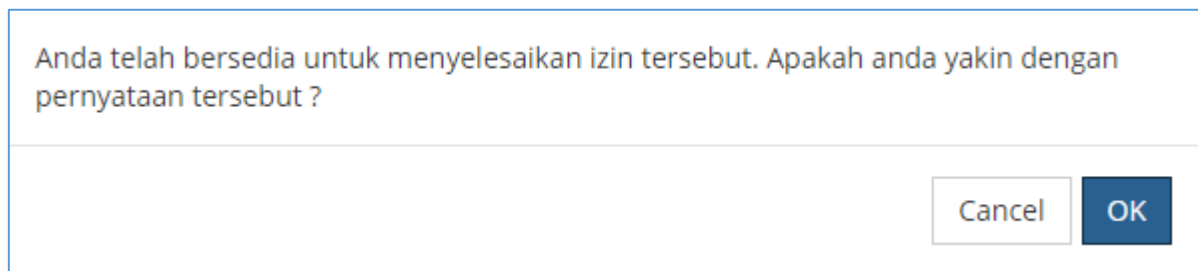 Anda telah bersedia untuk menyelesaikan izin tersebut. Apakah anda yakin dengan
pernyataan tersebut ?
Cancel
OK